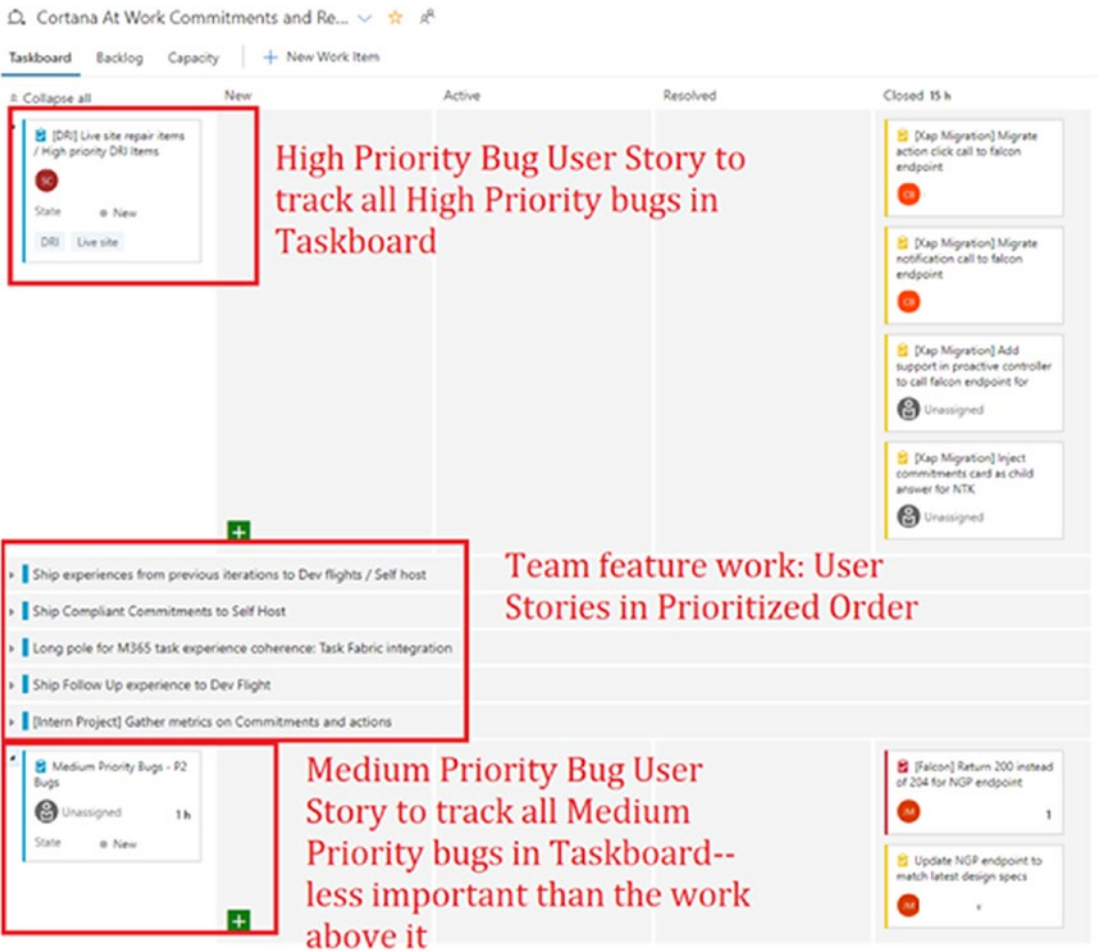 Cortana At Work Commitments and Re...
Taskboard Backlog Capacity + New Work Item
Collapse all New Active Resolved Closed 15 h
[DRI] Live site repair items
/ High priority DRI Items
SC
State New
DRI Live site
High Priority Bug User Story to
track all High Priority bugs in
Taskboard
[Xap Migration] Migrate
action click call to falcon
endpoint
CB
[Xap Migration] Migrate
notification call to falcon
endpoint
CB
[Xap Migration] Add
support in proactive controller
to call falcon endpoint for
Unassigned
[Xap Migration] Inject
commitments card as child
answer for NTK
Unassigned
Ship experiences from previous iterations to Dev flights / Self host
Ship Compliant Commitments to Self Host
Long pole for M365 task experience coherence: Task Fabric integration
Ship Follow Up experience to Dev Flight
[Intern Project] Gather metrics on Commitments and actions
Team feature work: User
Stories in Prioritized Order
Medium Priority Bugs - P2
Bugs
Unassigned 1 h
State New
Medium Priority Bug User
Story to track all Medium
Priority bugs in Taskboard--
less important than the work
above it
[Falcon] Return 200 instead
of 204 for NGP endpoint
JM 1
Update NGP endpoint to
match latest design specs
JM